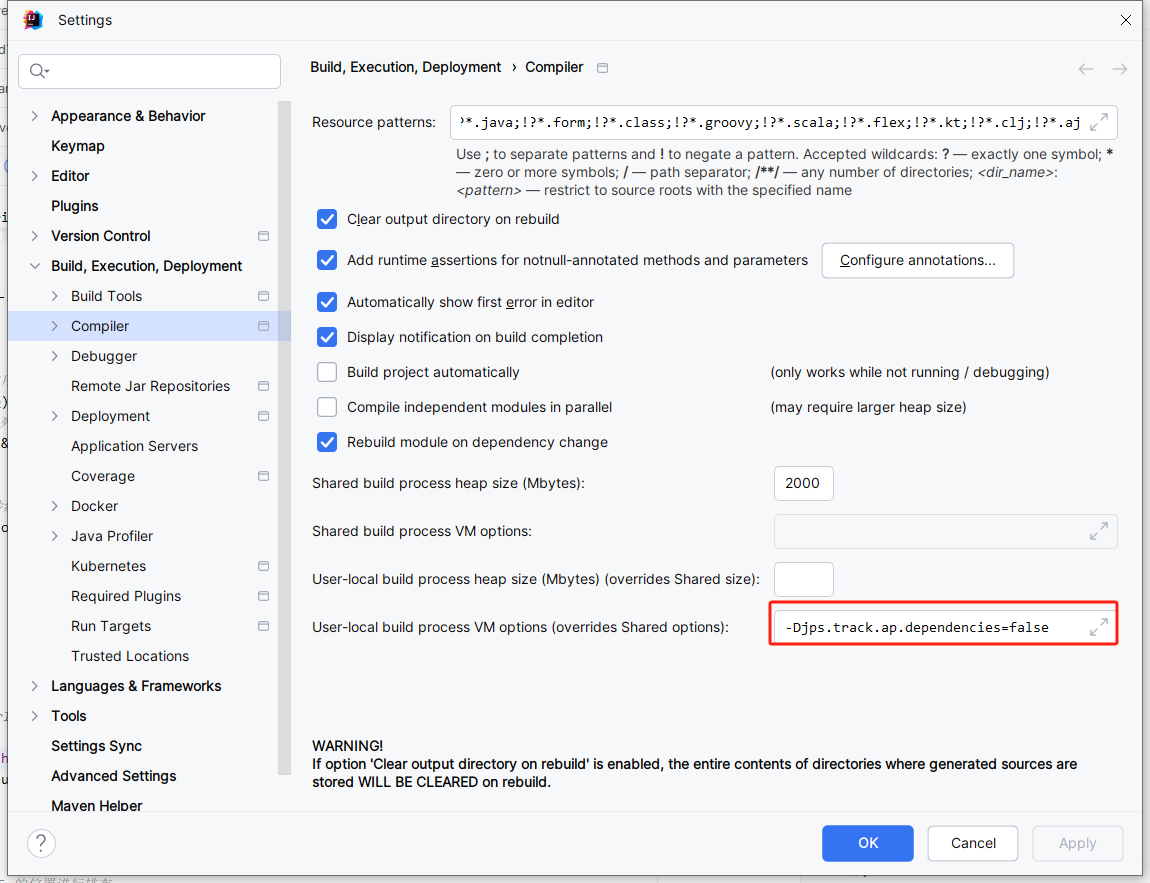 Settings
Build, Execution, Deployment › Compiler
Appearance & Behavior
Keymap
Editor
Plugins
Version Control
Build, Execution, Deployment
Build Tools
Compiler
Debugger
Remote Jar Repositories
Deployment
Application Servers
Coverage
Docker
Java Profiler
Kubernetes
Required Plugins
Run Targets
Trusted Locations
Languages & Frameworks
Tools
Settings Sync
Advanced Settings
Maven Helper
Resource patterns: ?*.java;!?*.form;!?*.class;!?*.groovy;!?*.scala;!?*.flex;!?*.kt;!?*.clj;!?*.aj
Use ; to separate patterns and ! to negate a pattern. Accepted wildcards: ? — exactly one symbol; *
— zero or more symbols; / — path separator; /**/ — any number of directories; <dir_name>:
<pattern> — restrict to source roots with the specified name
Clear output directory on rebuild
Add runtime assertions for notnull-annotated methods and parameters Configure annotations...
Automatically show first error in editor
Display notification on build completion
Build project automatically (only works while not running / debugging)
Compile independent modules in parallel (may require larger heap size)
Rebuild module on dependency change
Shared build process heap size (Mbytes): 2000
Shared build process VM options:
User-local build process heap size (Mbytes) (overrides Shared size):
User-local build process VM options (overrides Shared options): -Djps.track.ap.dependencies=false
WARNING!
If option 'Clear output directory on rebuild' is enabled, the entire contents of directories where generated sources are
stored WILL BE CLEARED on rebuild.
?
OK
Cancel
Apply